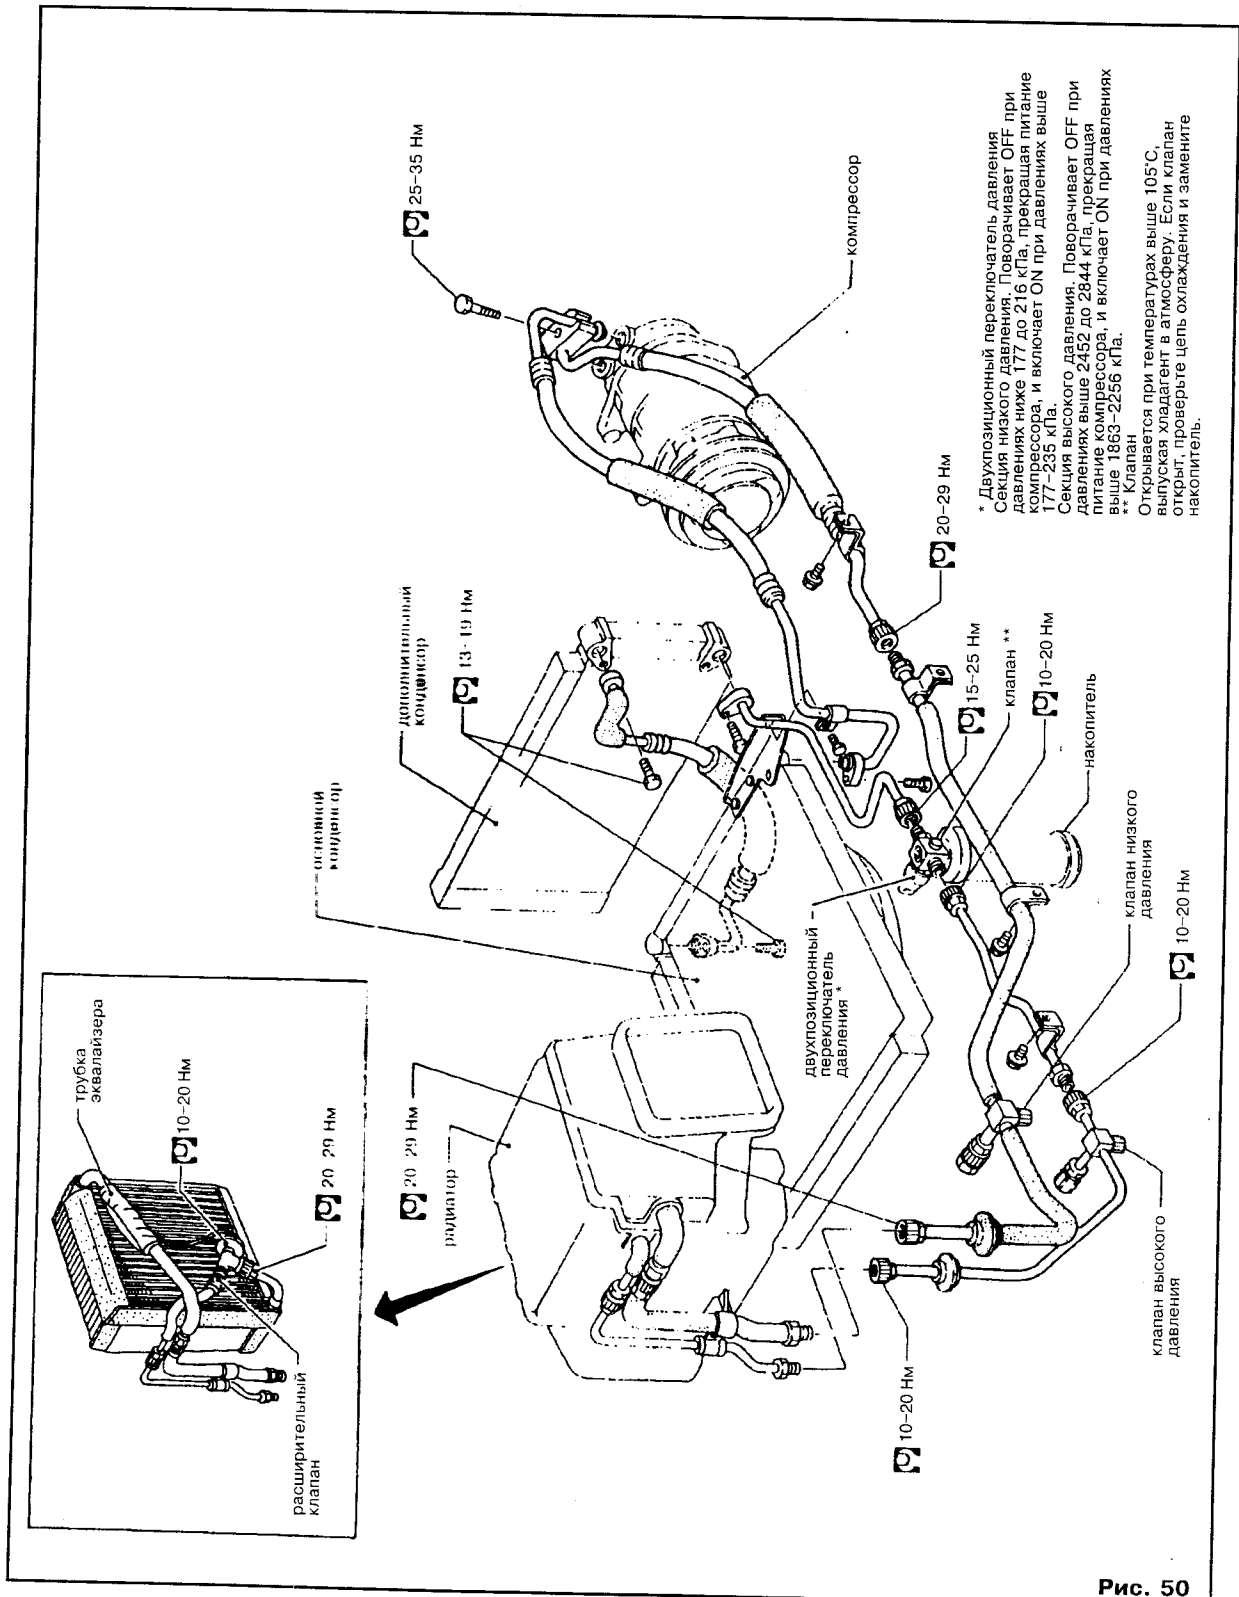 трубка
эквалайзера
10-20 Нм
20 29 Нм
расширительный
клапан
основной
конденсор
дополнительный
конденсор
13-19 Нм
25-35 Нм
компрессор
20 29 Нм
радиатор
двухпозиционный
переключатель
давления *
20-29 Нм
15-25 Нм
клапан **
10-20 Нм
накопитель
клапан низкого
давления
10-20 Нм
10-20 Нм
клапан высокого
давления
* Двухпозиционный переключатель давления
Секция низкого давления. Поворачивает OFF при
давлениях ниже 177 до 216 кПа, прекращая питание
компрессора, и включает ON при давлениях выше
177-235 кПа.
Секция высокого давления. Поворачивает OFF при
давлениях выше 2452 до 2844 кПа, прекращая
питание компрессора, и включает ON при давлениях
выше 1863-2256 кПа.
** Клапан
Открывается при температурах выше 105°С,
выпуская хладагент в атмосферу. Если клапан
открыт, проверьте цепь охлаждения и замените
накопитель.
Рис. 50